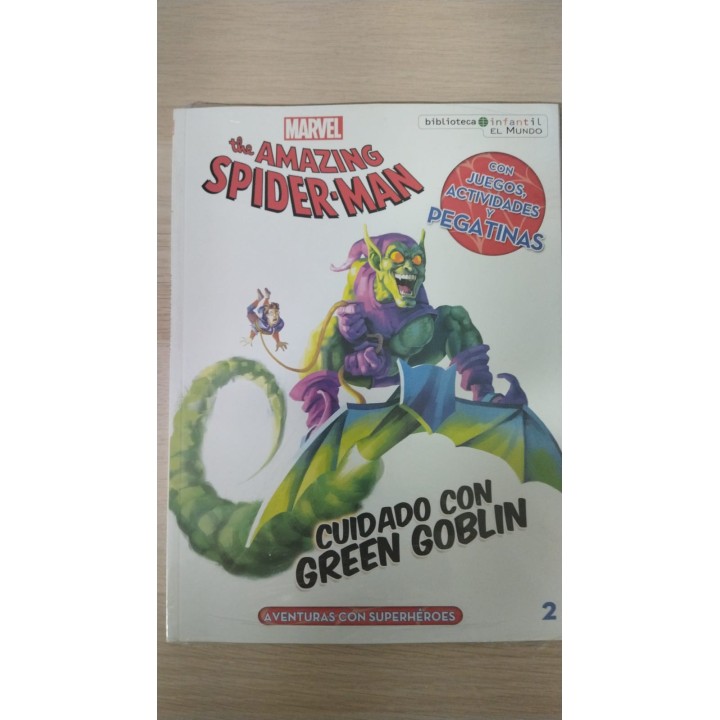 MARVEL
the AMAZING
SPIDER-MAN
biblioteca infantil
EL MUNDO
CON
JUEGOS,
ACTIVIDADES
Y
PEGATINAS
CUIDADO CON
GREEN GOBLIN
AVENTURAS CON SUPERHÉROES
2